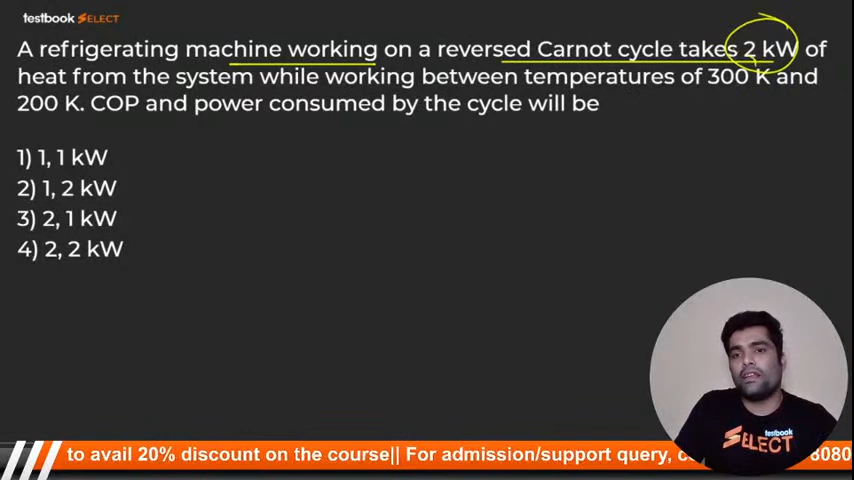 testbook SELECT
A refrigerating machine working on a reversed Carnot cycle takes 2 kW of
heat from the system while working between temperatures of 300 K and
200 K. COP and power consumed by the cycle will be
1) 1, 1 kW
2) 1, 2 kW
3) 2, 1 kW
4) 2, 2 kW
testbook
SELECT
to avail 20% discount on the course|| For admission/support query, 8080